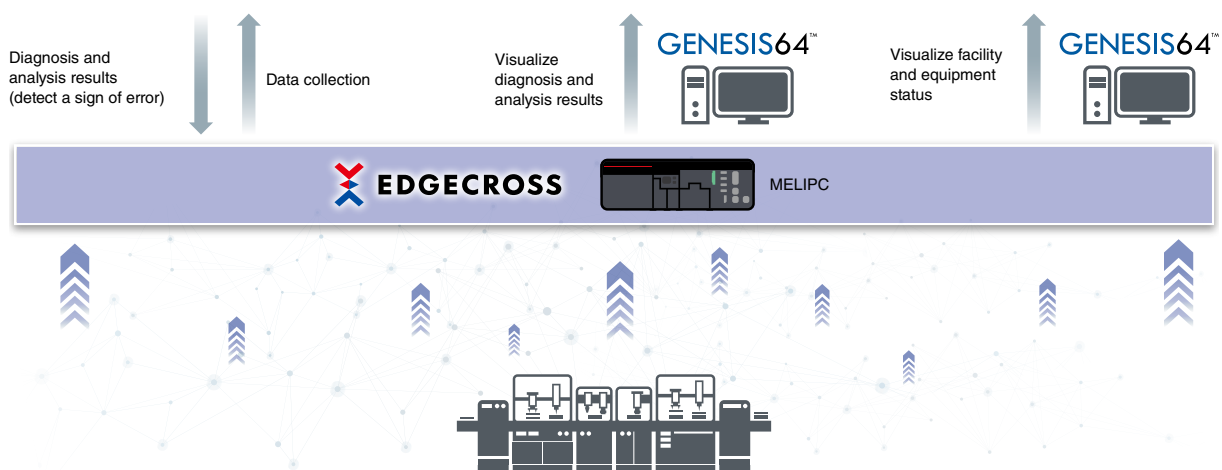 Diagnosis and
analysis results
(detect a sign of error)
Data collection
Visualize
diagnosis and
analysis results
GENESIS64™
Visualize facility
and equipment
status
GENESIS64™
EDGECROSS
MELIPC